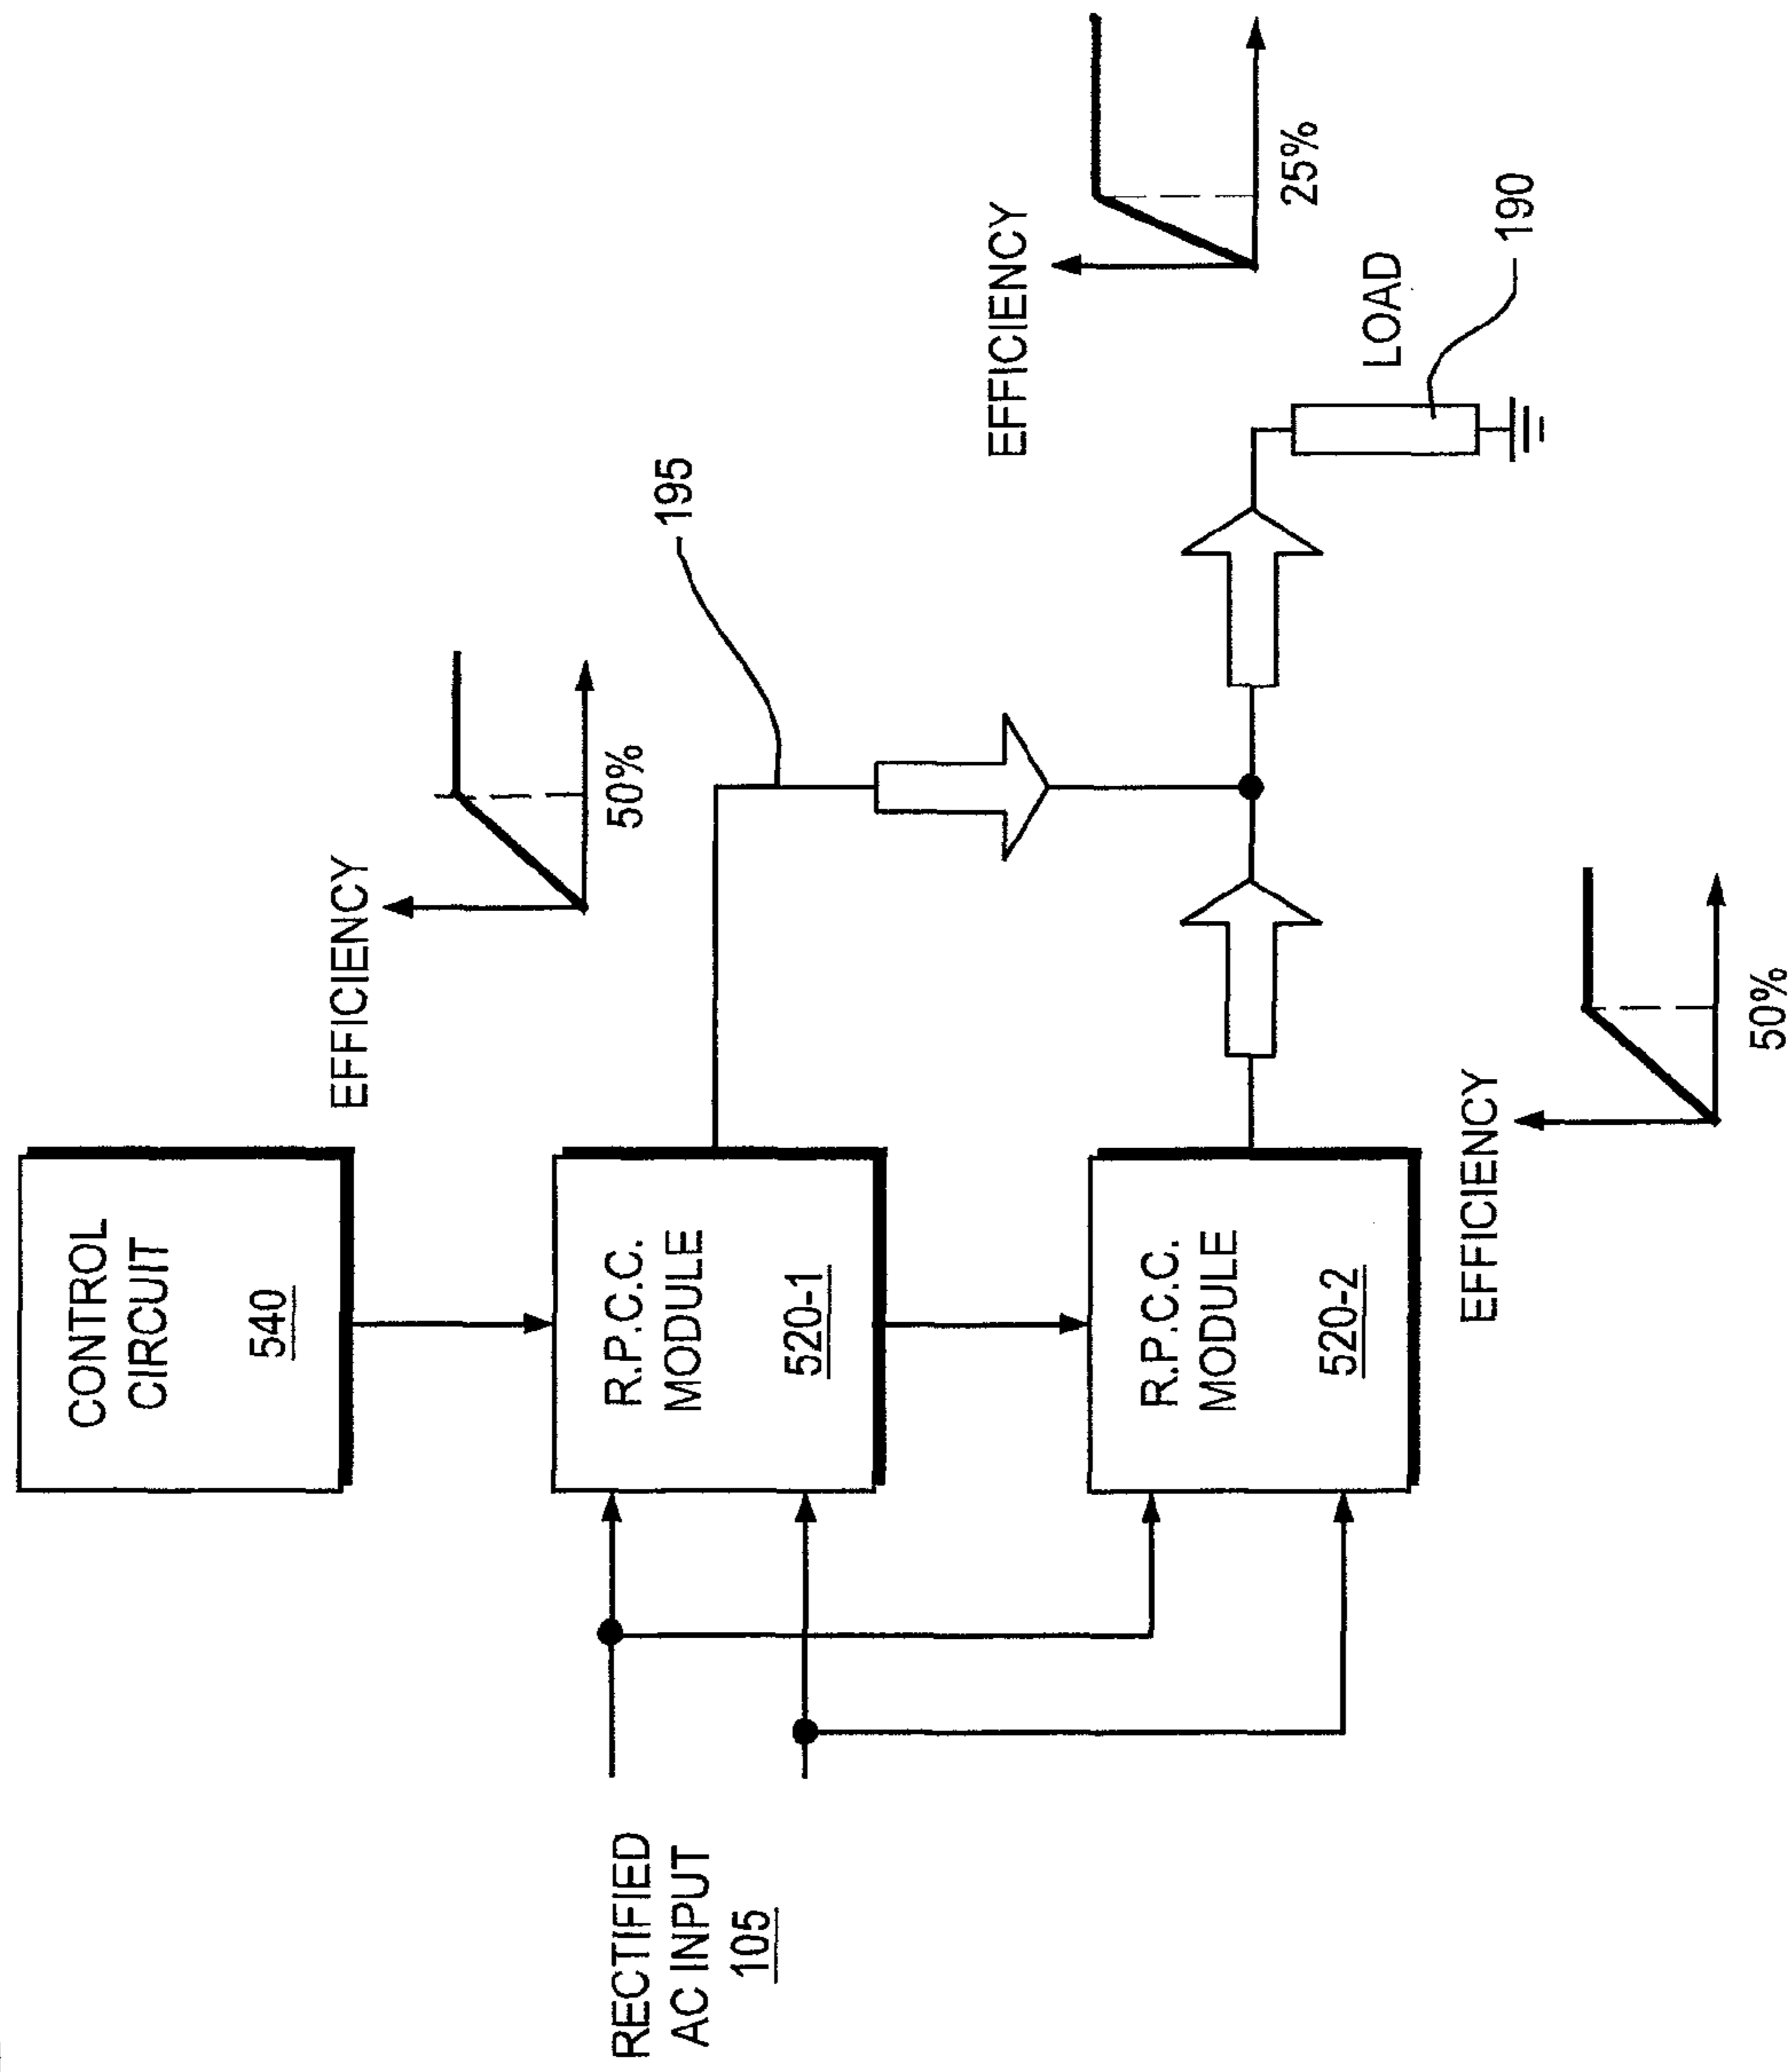 CONTROL
CIRCUIT
540
EFFICIENCY
50%
R.P.C.C.
MODULE
520-1
195
RECTIFIED
AC INPUT
105
R.P.C.C.
MODULE
520-2
EFFICIENCY
25%
LOAD
190
EFFICIENCY
50%